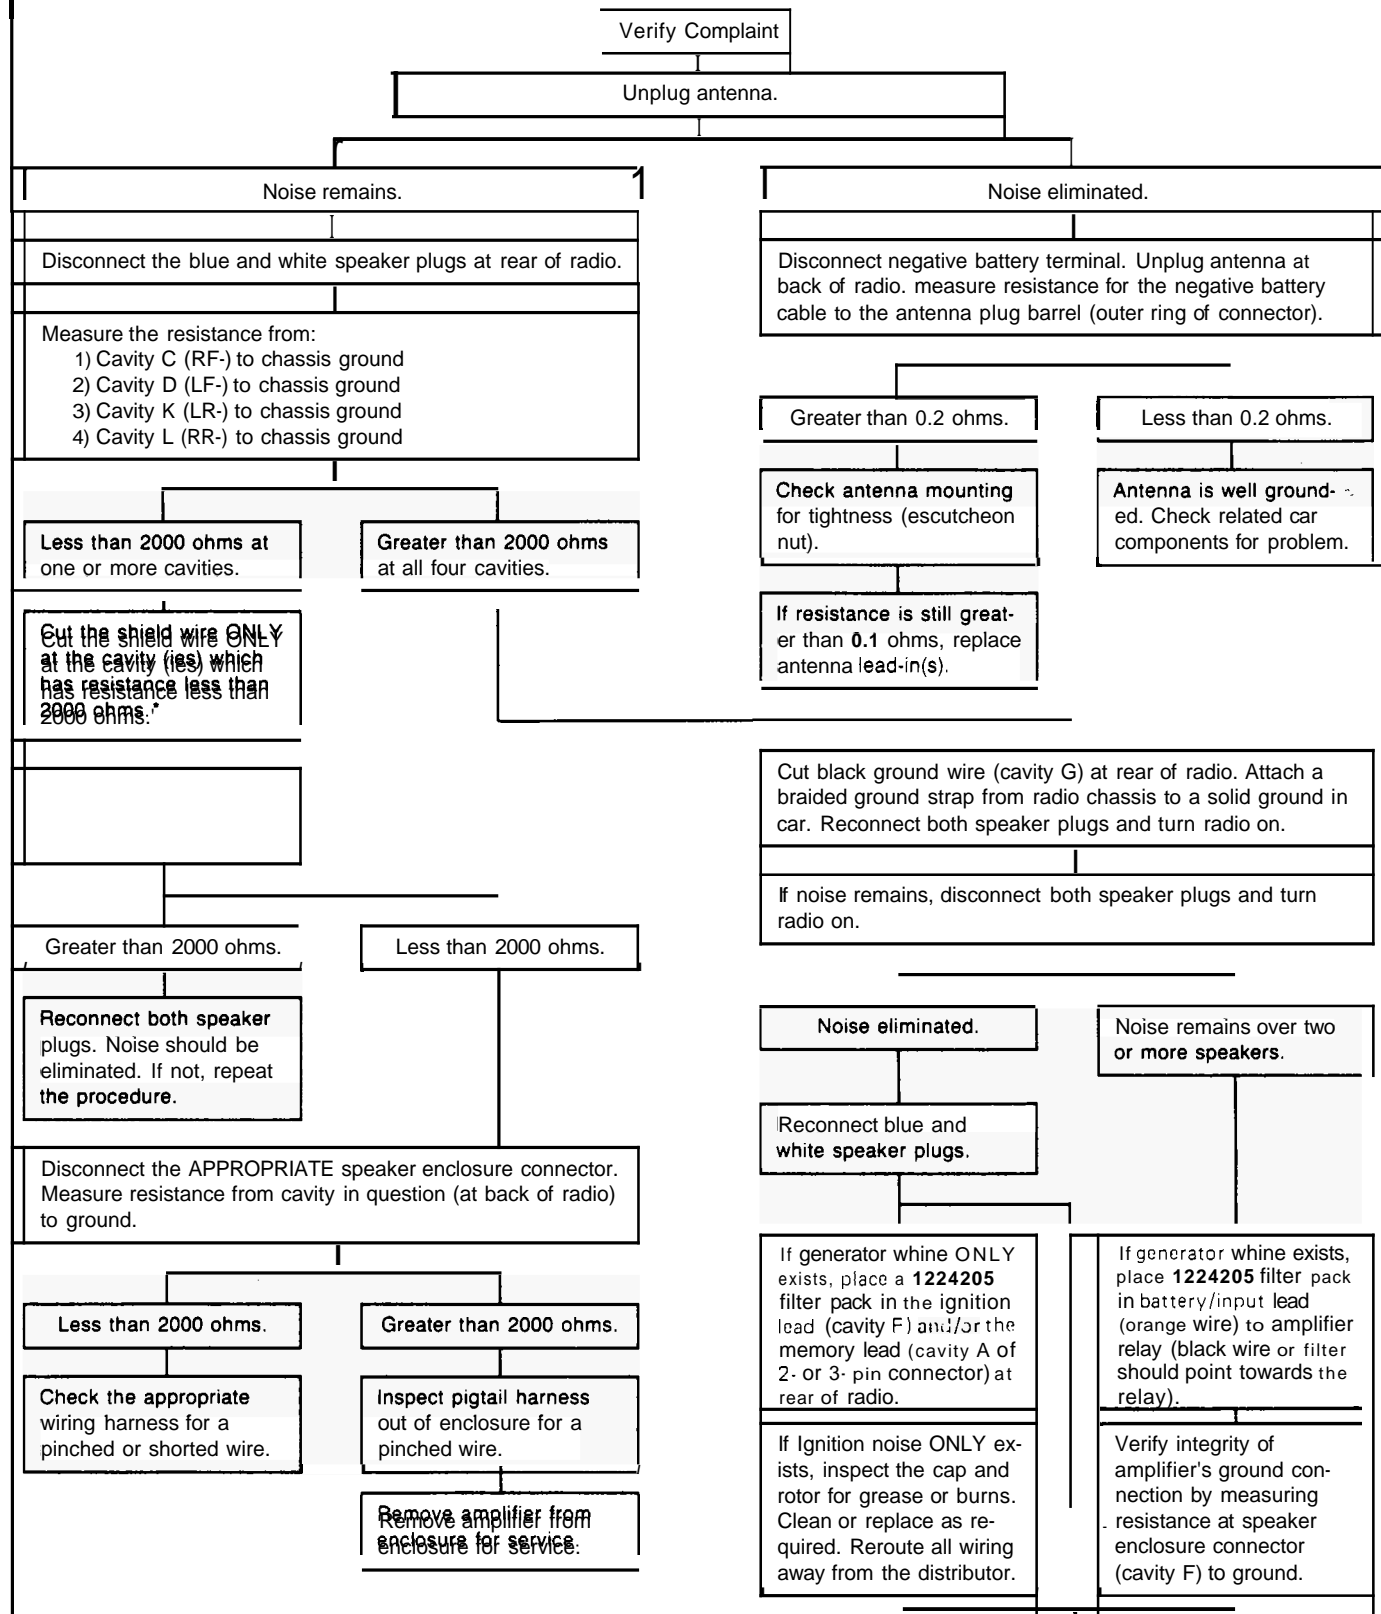 Verify Complaint
Unplug antenna.
Noise remains.
Disconnect the blue and white speaker plugs at rear of radio.
Measure the resistance from:
1) Cavity C (RF-) to chassis ground
2) Cavity D (LF-) to chassis ground
3) Cavity K (LR-) to chassis ground
4) Cavity L (RR-) to chassis ground
Less than 2000 ohms at
one or more cavities.
Greater than 2000 ohms
at all four cavities.
Cut the shield wire ONLY
at the cavity (ies) which
has resistance less than
2000 ohms.*
Greater than 2000 ohms.
Less than 2000 ohms.
Reconnect both speaker
plugs. Noise should be
eliminated. If not, repeat
the procedure.
Disconnect the APPROPRIATE speaker enclosure connector.
Measure resistance from cavity in question (at back of radio)
to ground.
Less than 2000 ohms.
Greater than 2000 ohms.
Check the appropriate
wiring harness for a
pinched or shorted wire.
Inspect pigtail harness
out of enclosure for a
pinched wire.
Remove amplifier from
enclosure for service.
Noise eliminated.
Disconnect negative battery terminal. Unplug antenna at
back of radio. measure resistance for the negative battery
cable to the antenna plug barrel (outer ring of connector).
Greater than 0.2 ohms.
Less than 0.2 ohms.
Check antenna mounting
for tightness (escutcheon
nut).
Antenna is well ground-
ed. Check related car
components for problem.
If resistance is still great-
er than 0.1 ohms, replace
antenna lead-in(s).
Cut black ground wire (cavity G) at rear of radio. Attach a
braided ground strap from radio chassis to a solid ground in
car. Reconnect both speaker plugs and turn radio on.
If noise remains, disconnect both speaker plugs and turn
radio on.
Noise eliminated.
Noise remains over two
or more speakers.
Reconnect blue and
white speaker plugs.
If generator whine ONLY
exists, place a 1224205
filter pack in the ignition
lead (cavity F) and/or the
memory lead (cavity A of
2- or 3- pin connector) at
rear of radio.
If generator whine exists,
place 1224205 filter pack
in battery/input lead
(orange wire) to amplifier
relay (black wire or filter
should point towards the
relay).
If Ignition noise ONLY ex-
ists, inspect the cap and
rotor for grease or burns.
Clean or replace as re-
quired. Reroute all wiring
away from the distributor.
Verify integrity of
amplifier's ground con-
nection by measuring
resistance at speaker
enclosure connector
(cavity F) to ground.